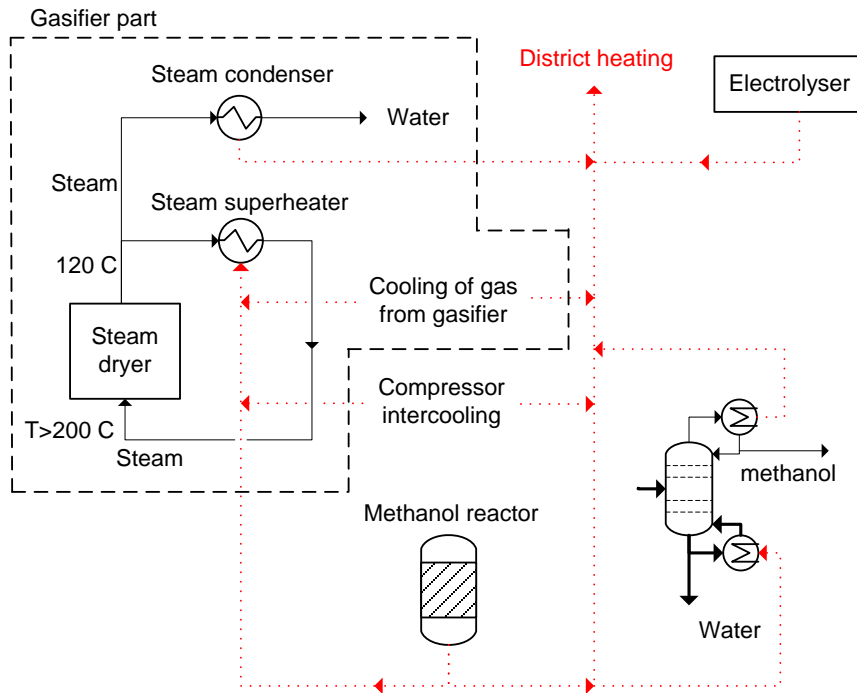 Gasifier part
Steam condenser
District heating
Electrolyser
Water
Steam
Steam superheater
120 C
Cooling of gas
from gasifier
Steam
dryer
Compressor
intercooling
T>200 C
Steam
methanol
Methanol reactor
Water